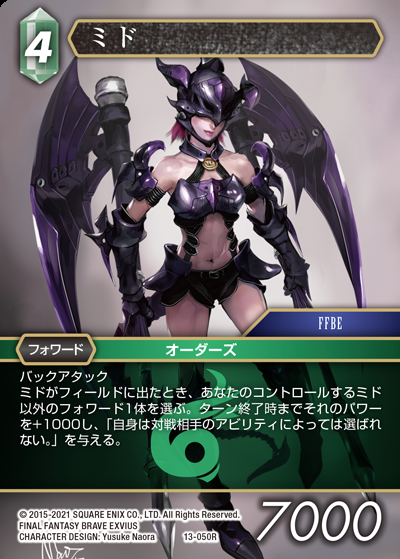 4
ミド
FFBE
フォワード
オーダーズ
バックアタック
ミドがフィールドに出たとき、あなたのコントロールするミド
以外のフォワード1体を選ぶ。ターン終了時までそれのパワー
を+1000し、「自身は対戦相手のアビリティによっては選ばれ
ない。」を与える。
© 2015-2021 SQUARE ENIX CO., LTD. All Rights Reserved.
FINAL FANTASY BRAVE EXVIUS
CHARACTER DESIGN: Yusuke Naora
13-050R
7000